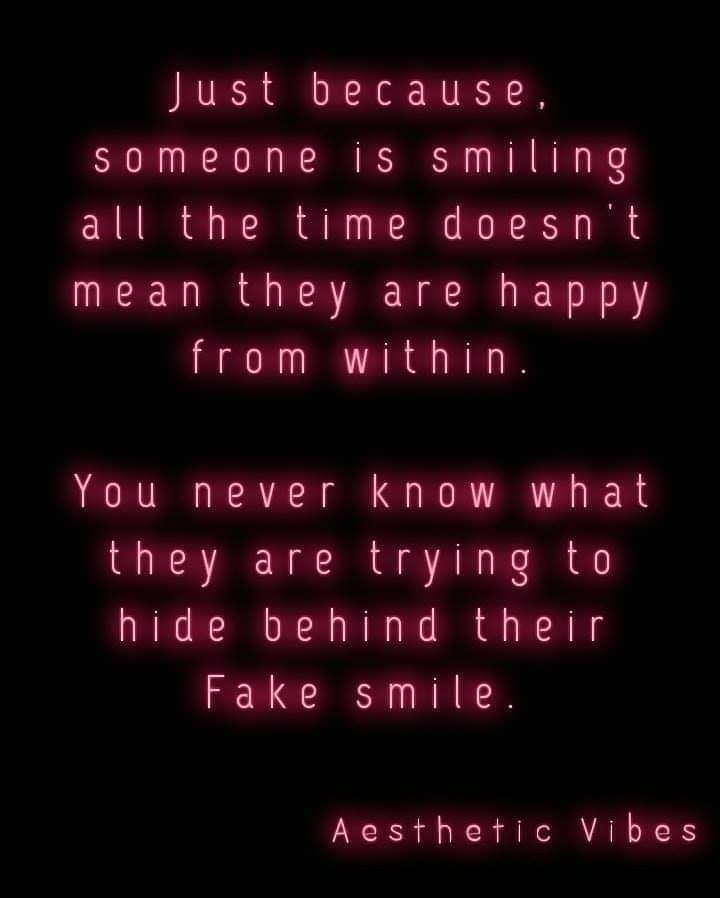 Just because,
someone is smiling
all the time doesn't
mean they are happy
from within.
You never know what
they are trying to
hide behind their
Fake smile.
Aesthetic Vibes